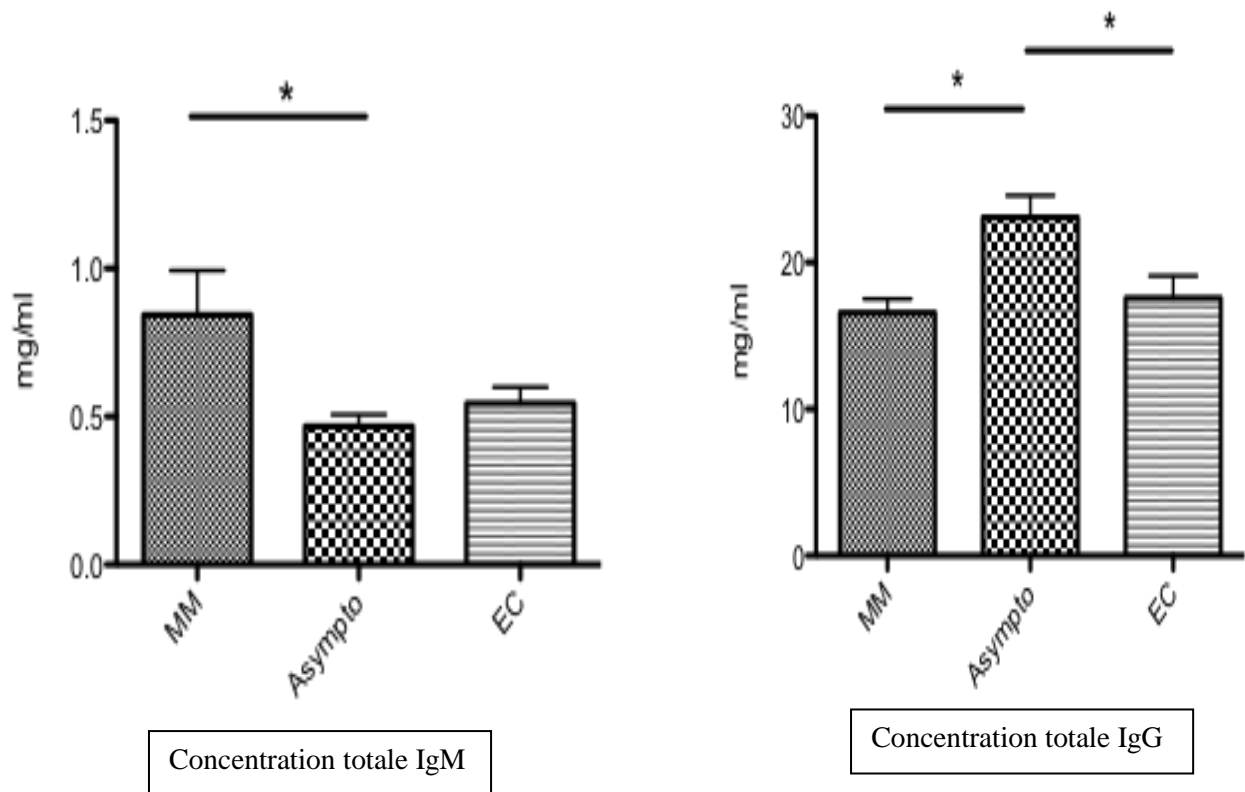 *
1.5
1.0
0.5
0.0
mg/ml
MM
Asympto
EC
Concentration totale IgM
*
*
30
20
10
0
mg/ml
MM
Asympto
EC
Concentration totale IgG